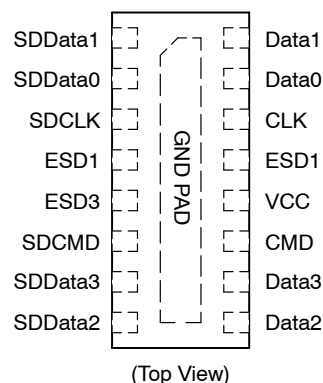 SDData1 Data1
SDData0 Data0
SDCLK CLK
ESD1 ESD1
ESD3 VCC
SDCMD CMD
SDData3 Data3
SDData2 Data2
GND PAD
(Top View)